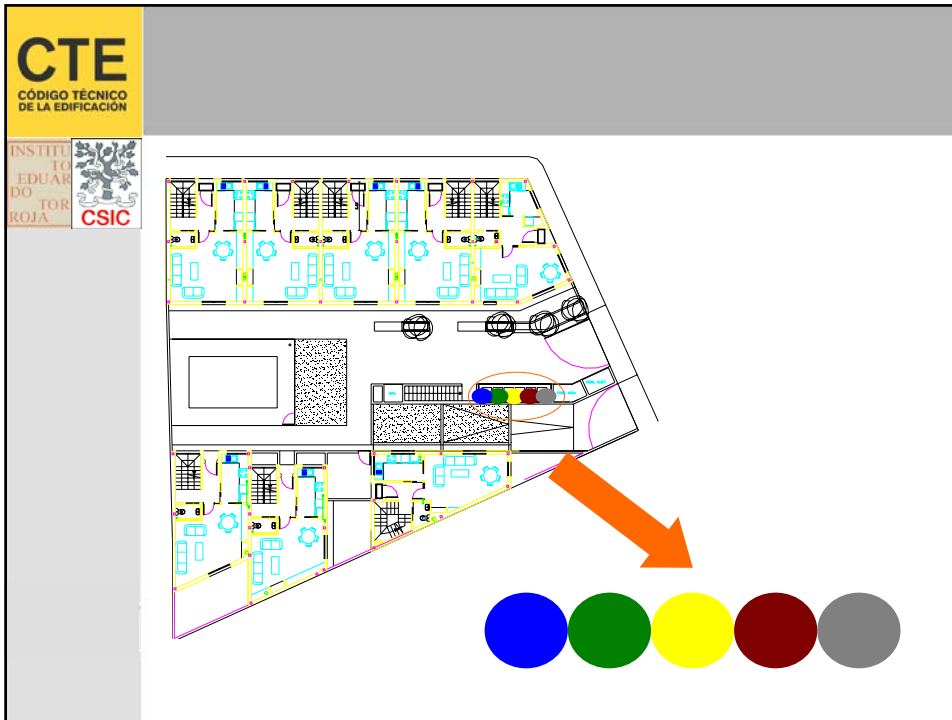 CTE
CÓDIGO TÉCNICO
DE LA EDIFICACIÓN
INSTITU
TO
EDUAR
DO
TOR
ROJA
CSIC